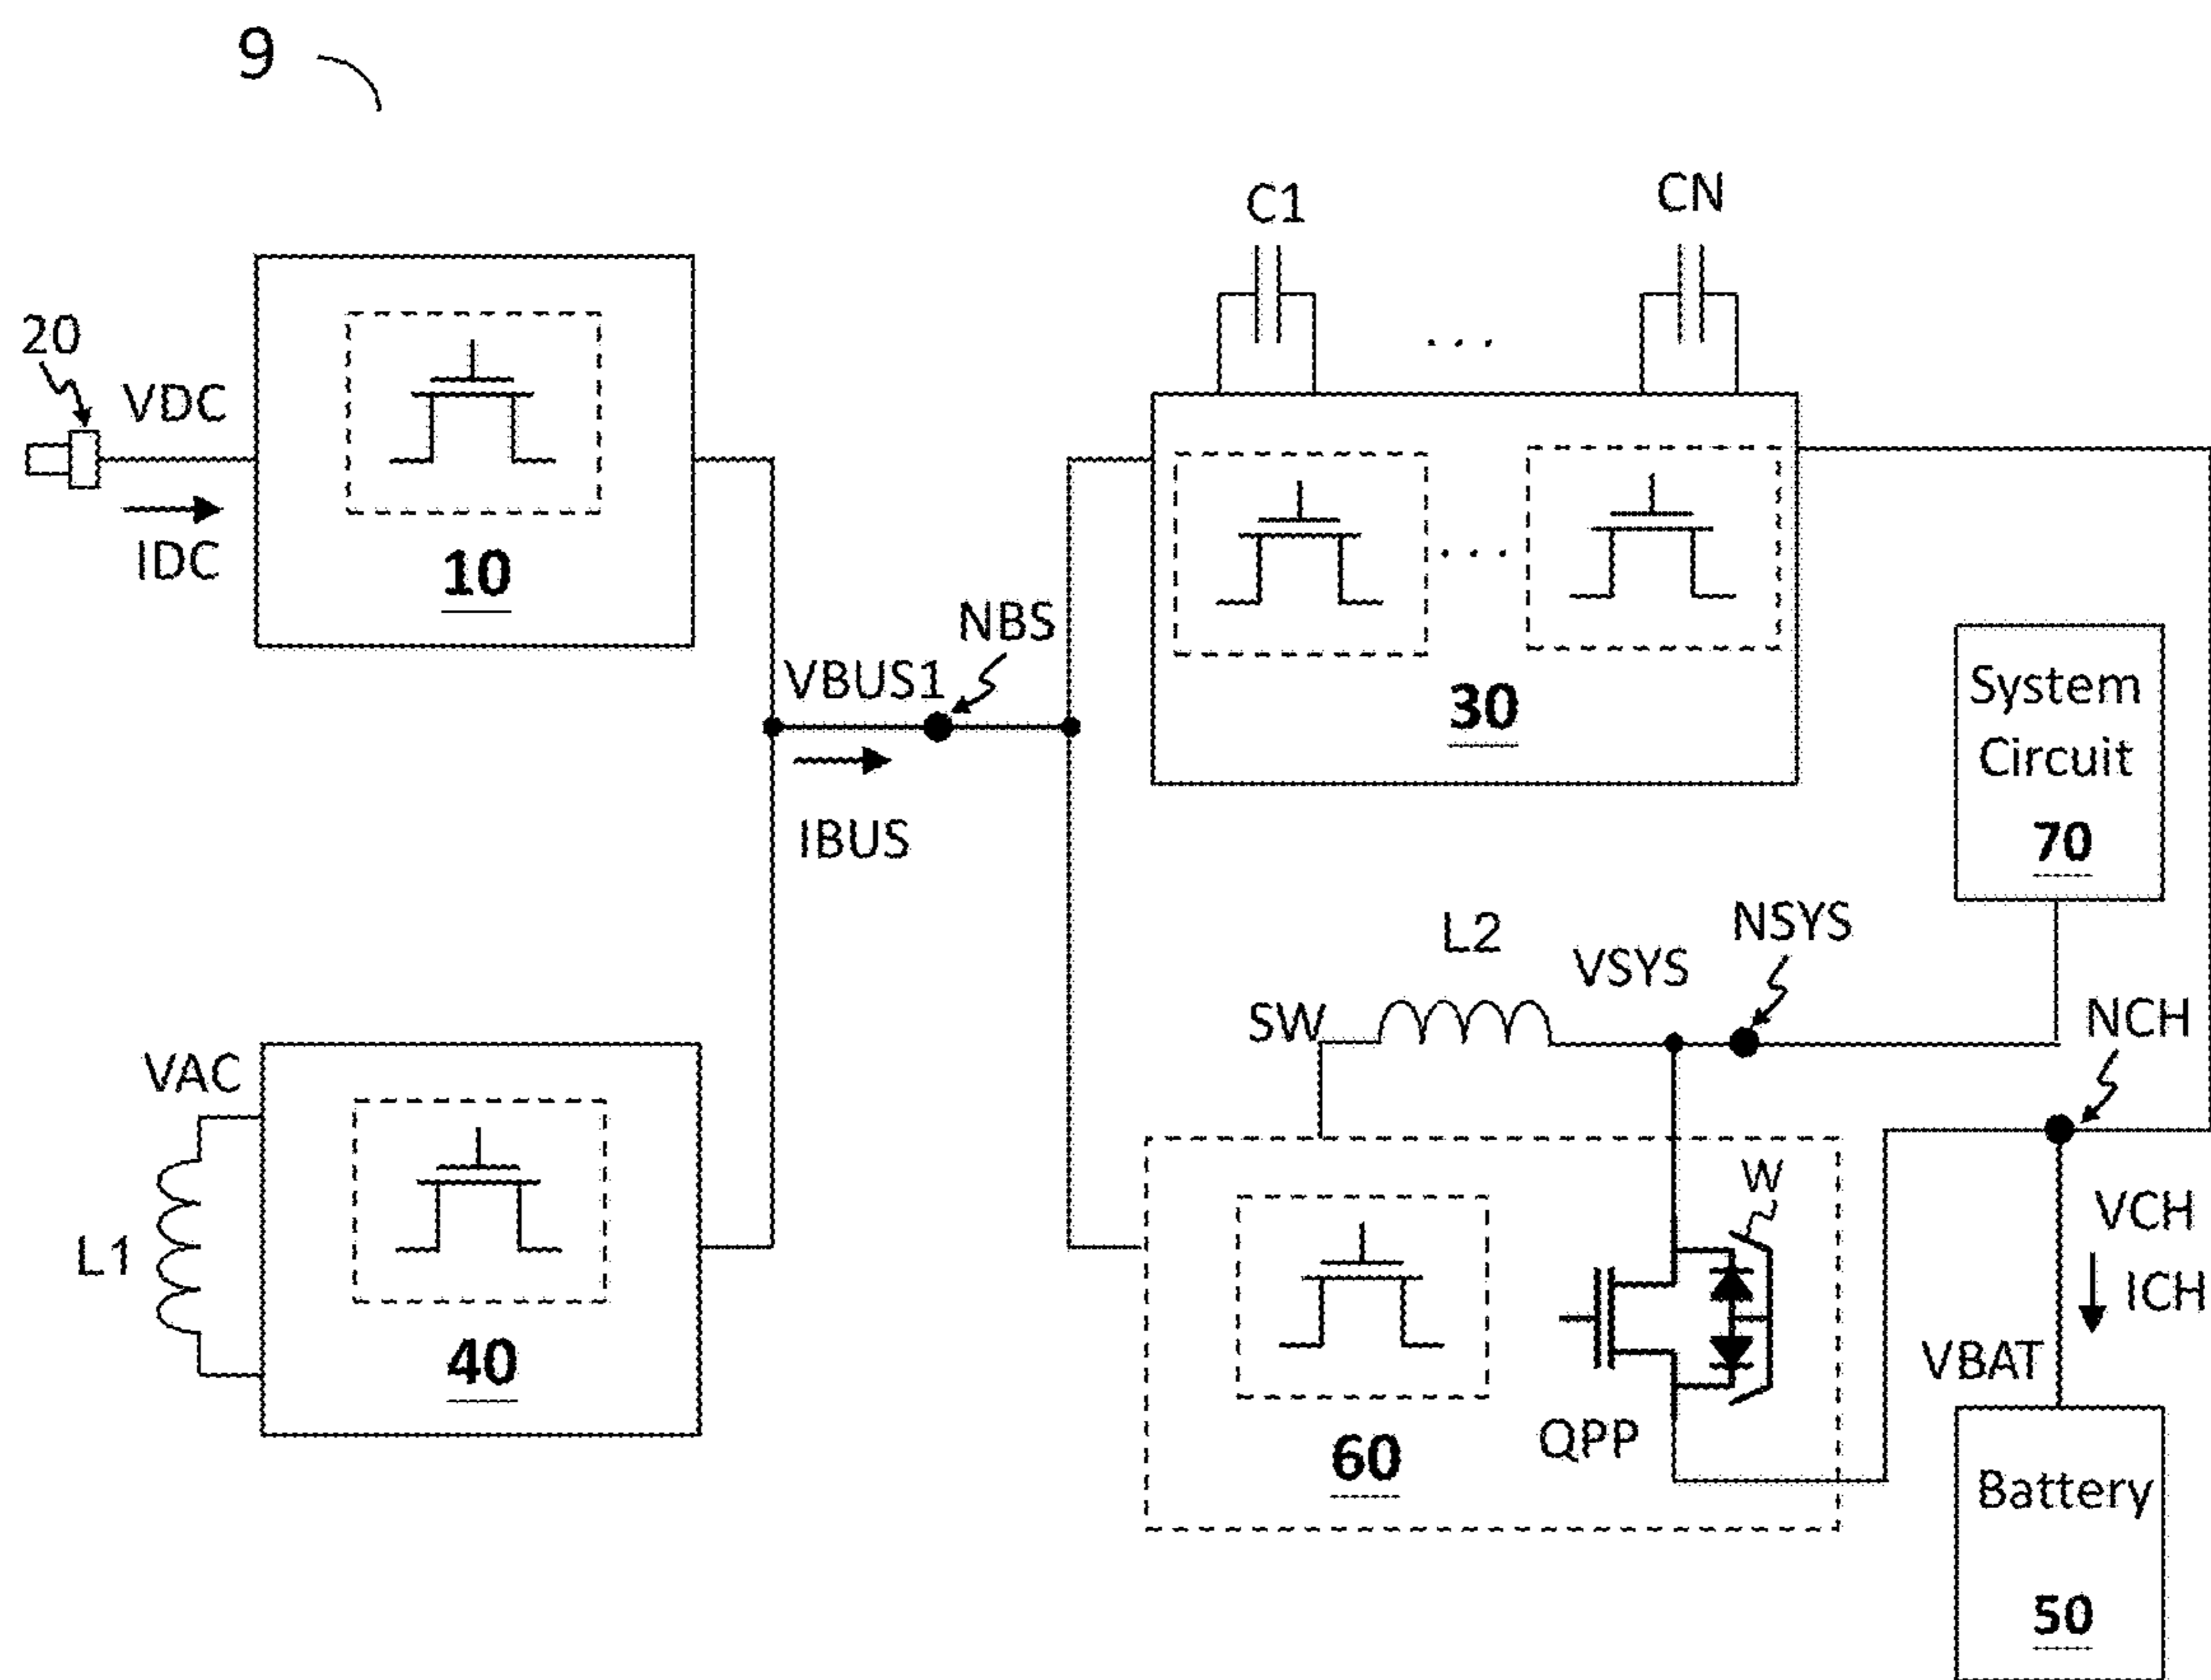 9
C1
CN
. . .
20
VDC
IDC
10
. . .
30
NBS
VBUS1
IBUS
System
Circuit
70
L2
VSYS
NSYS
SW
NCH
VAC
L1
40
W
VCH
ICH
VBAT
QPP
60
Battery
50